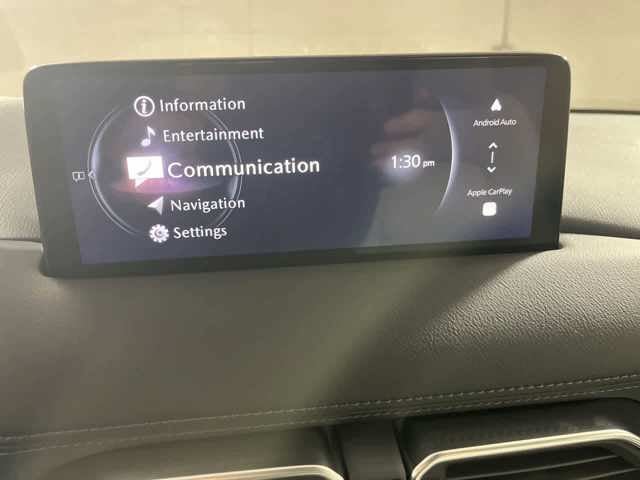 Information
Entertainment
Communication
Navigation
Settings
1:30 pm
Android Auto
Apple CarPlay